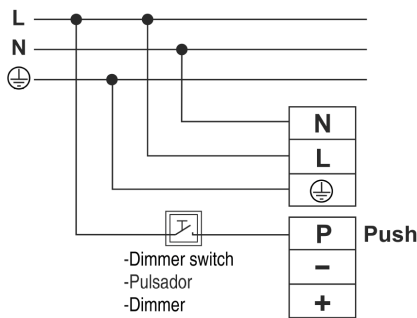 L
N
N
L
P Push
-
+
-Dimmer switch
-Pulsador
-Dimmer